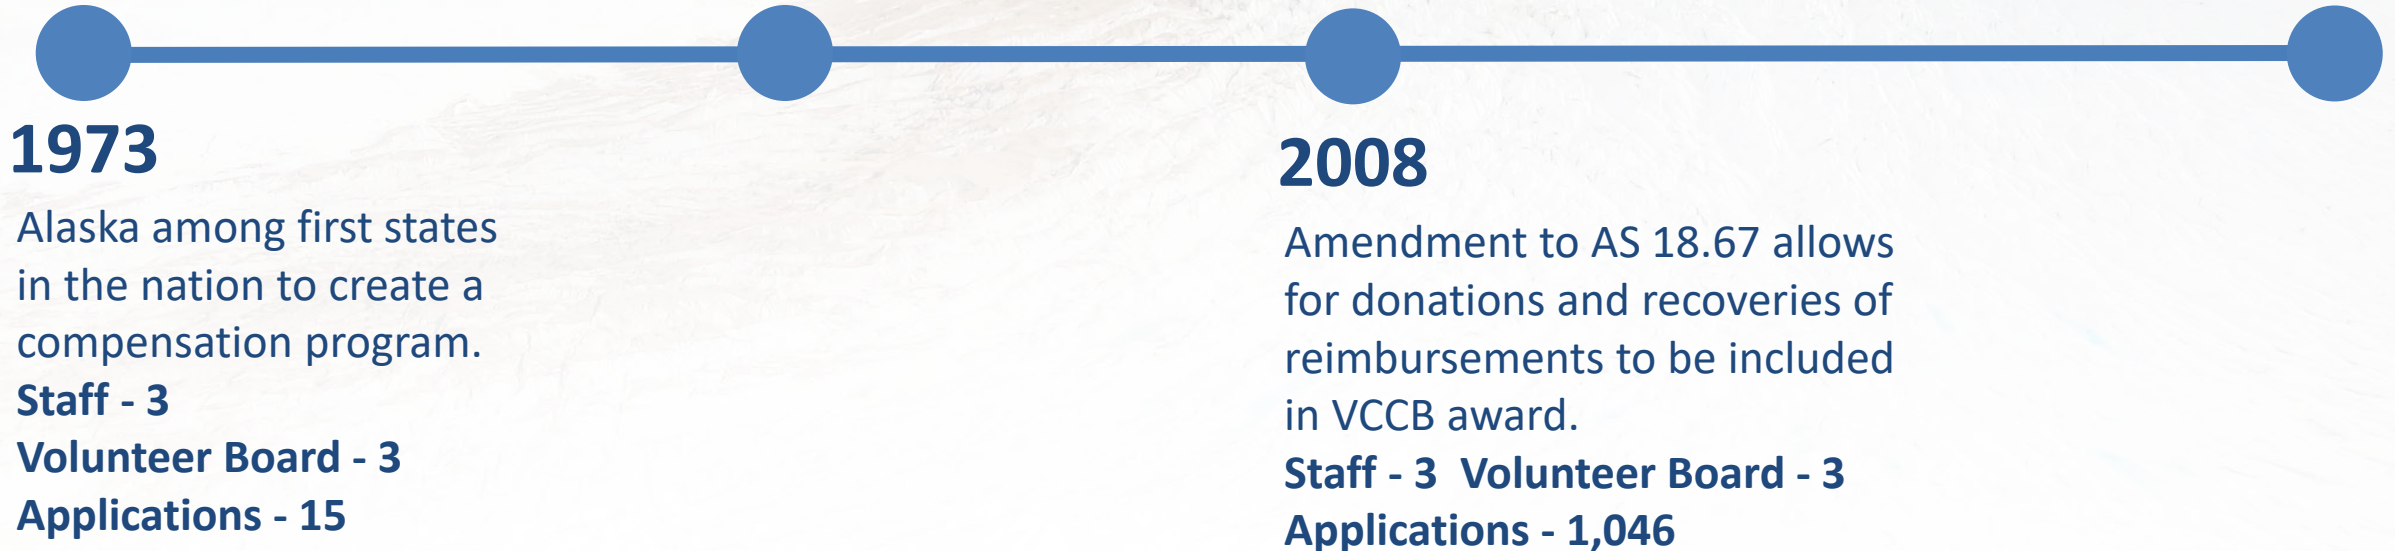 1973
Alaska among first states
in the nation to create a
compensation program.
Staff - 3
Volunteer Board - 3
Applications - 15
2008
Amendment to AS 18.67 allows
for donations and recoveries of
reimbursements to be included
in VCCB award.
Staff - 3  Volunteer Board - 3
Applications - 1,046